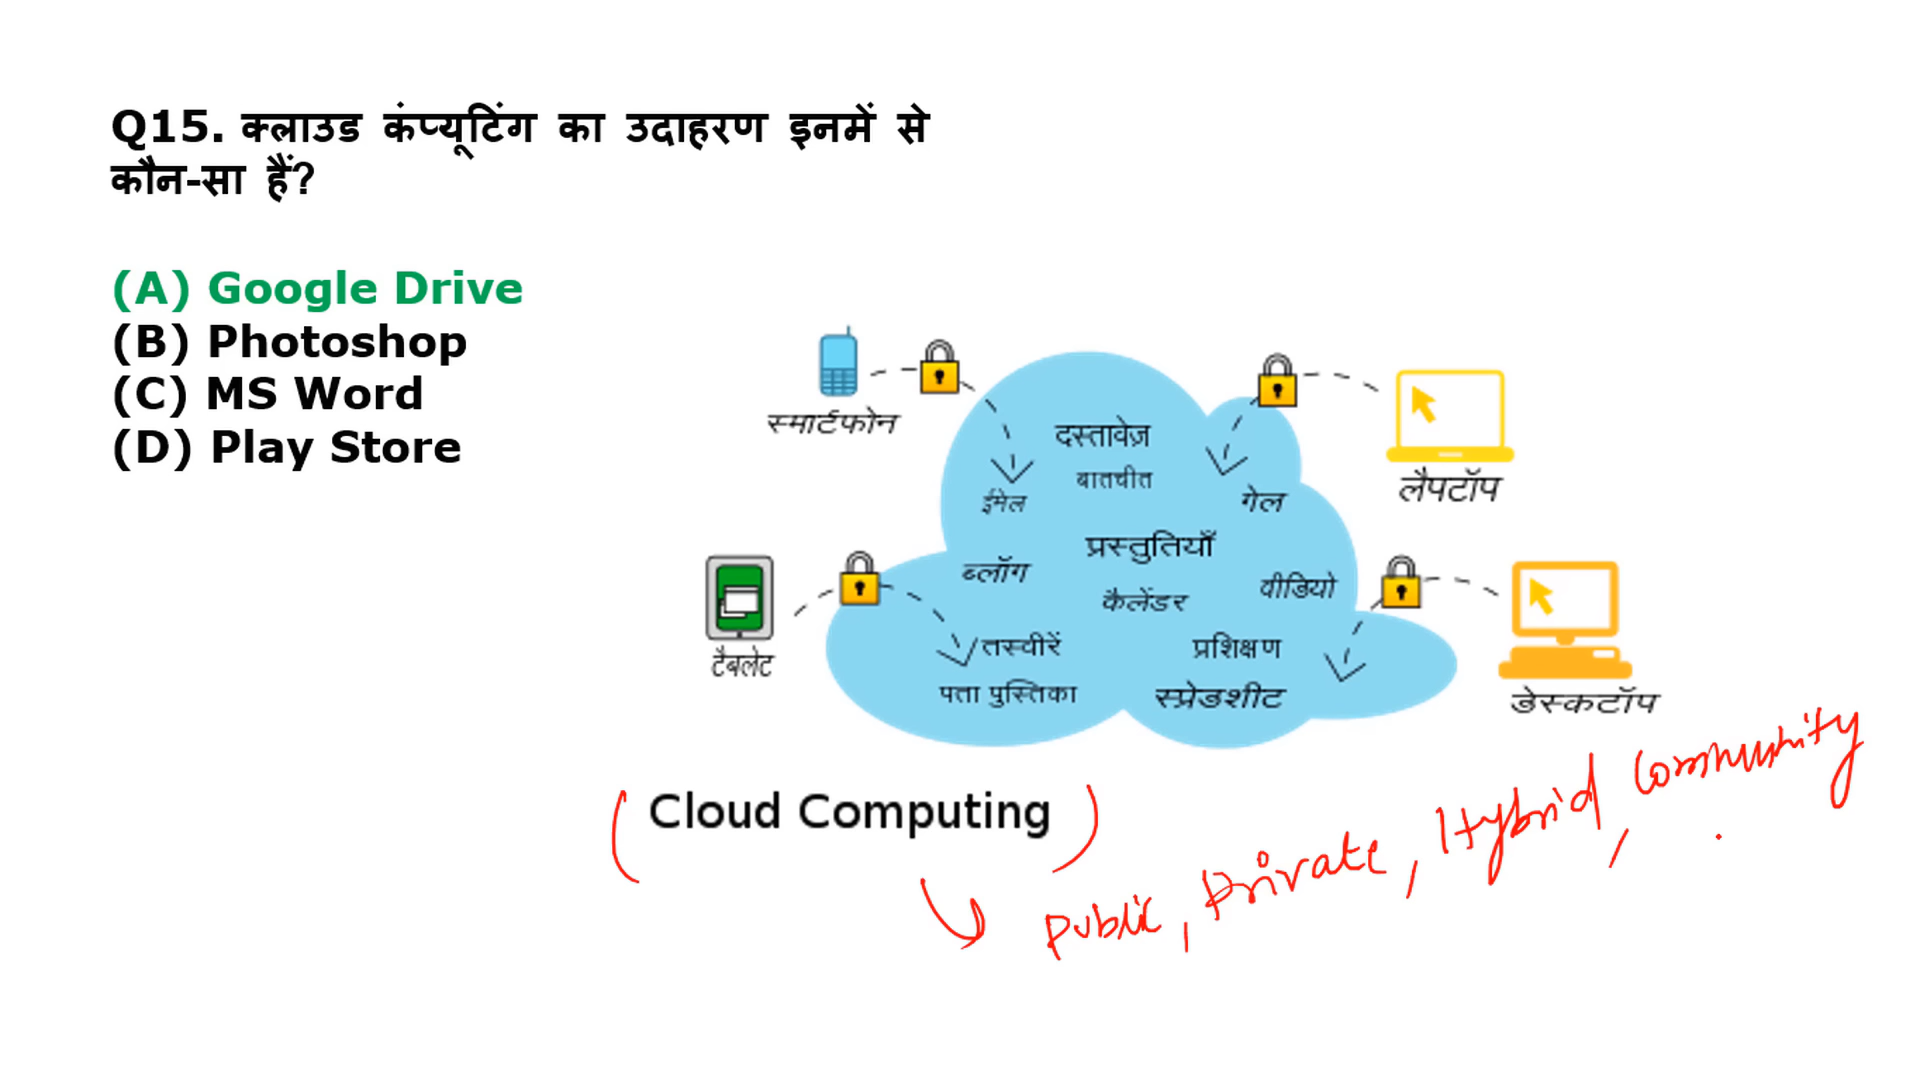 Q15. क्लाउड कंप्यूटिंग का उदाहरण इनमें से
कौन-सा हैं?
(A) Google Drive
(B) Photoshop
(C) MS Word
(D) Play Store
स्मार्टफोन
लैपटॉप
टैबलेट
डेस्कटॉप
दस्तावेज़
बातचीत
ईमेल
गेल
प्रस्तुतियाँ
ब्लॉग
कैलेंडर
वीडियो
तस्वीरें
प्रशिक्षण
पता पुस्तिका
स्प्रेडशीट
(Cloud Computing)
Public, Private, Hybrid, Community